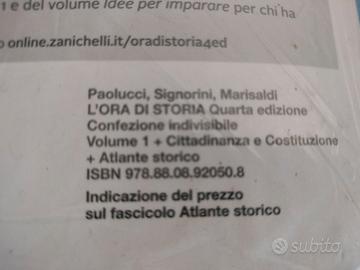 1 e del volume Idee per imparare per chi ha
online.zanichelli.it/oradistoria4ed
Paolucci, Signorini, Marisaldi
L'ORA DI STORIA Quarta edizione
Confezione indivisibile
Volume 1 + Cittadinanza e Costituzione
+ Atlante storico
ISBN 978.88.08.92050.8
Indicazione del prezzo
sul fascicolo Atlante storico
subito